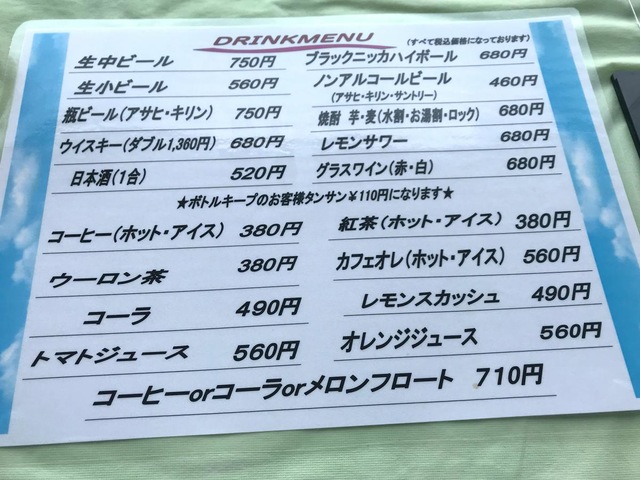 DRINKMENU
(すべて税込価格になっております)
生中ビール 750円
ブラックニッカハイボール 680円
生小ビール 560円
ノンアルコールビール 460円
(アサヒ・キリン・サントリー)
瓶ビール(アサヒ・キリン) 750円
焼酎 芋・麦(水割・お湯割・ロック) 680円
ウイスキー(ダブル1,360円) 680円
レモンサワー 680円
日本酒(1合) 520円
グラスワイン(赤・白) 680円
★ボトルキープのお客様タンサン¥110円になります★
コーヒー(ホット・アイス) 380円
紅茶(ホット・アイス) 380円
ウーロン茶 380円
カフェオレ(ホット・アイス) 560円
コーラ 490円
レモンスカッシュ 490円
トマトジュース 560円
オレンジジュース 560円
コーヒーorコーラorメロンフロート 710円